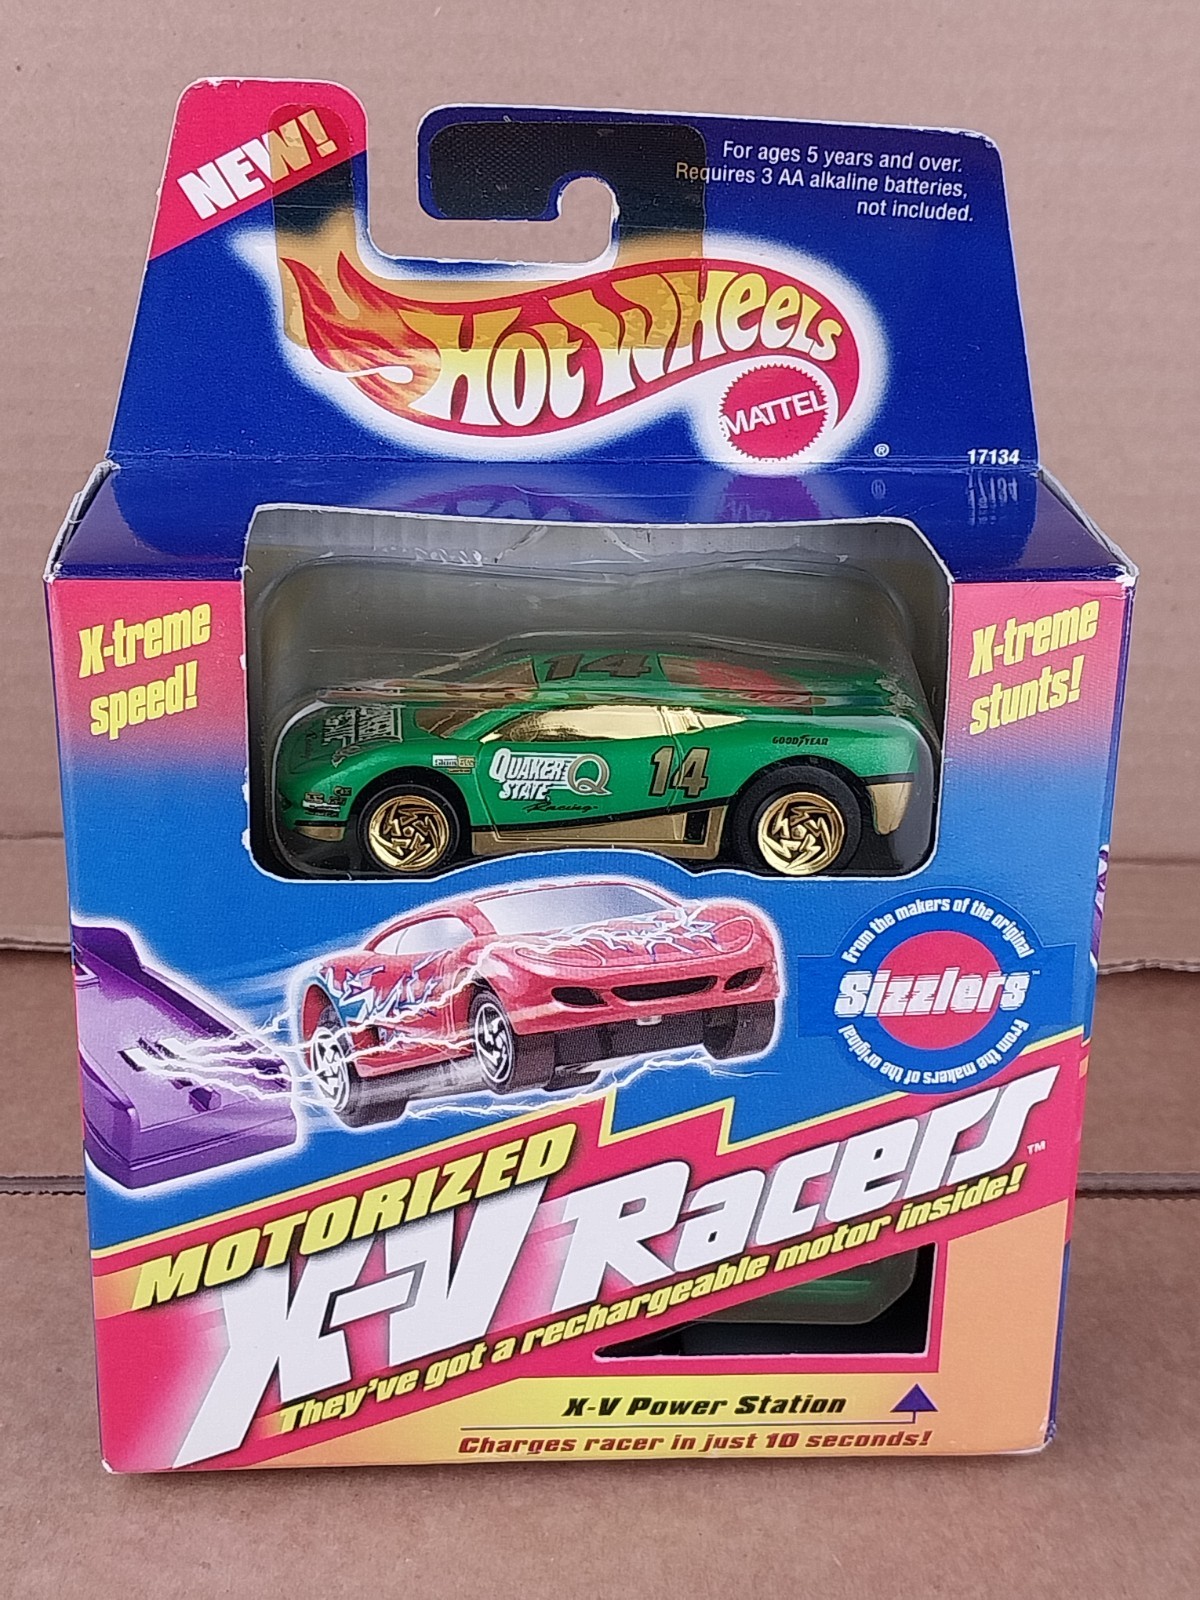 NEW!
For ages 5 years and over.
Requires 3 AA alkaline batteries,
not included.
HOT WHEELS
MATTEL
®
17134
X-treme
speed!
X-treme
stunts!
14
QUAKER
STATE
Racing
14
GOODYEAR
From the makers of the original
Sizzlers™
From the makers of the original
MOTORIZED
X-V Racers™
They've got a rechargeable motor inside!
X-V Power Station
Charges racer in just 10 seconds!